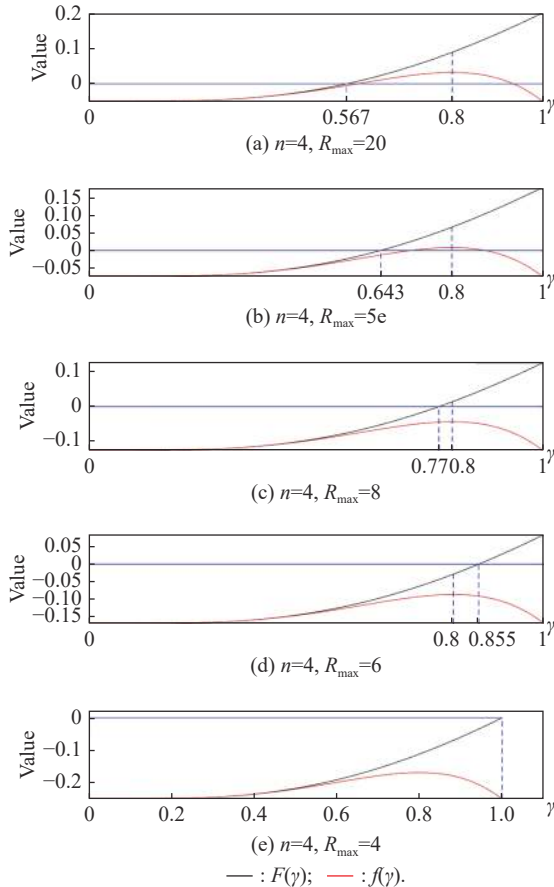 0.2
0.1
0
Value
0 0.567 0.8 1 γ
(a) n=4, Rmax=20
0.15
0.10
0.05
0
−0.05
Value
0 0.643 0.8 1 γ
(b) n=4, Rmax=5e
0.1
0
−0.1
Value
0 0.77 0.8 1 γ
(c) n=4, Rmax=8
0.05
0
−0.05
−0.10
−0.15
Value
0 0.8 0.855 1 γ
(d) n=4, Rmax=6
0
−0.1
−0.2
Value
0 0.2 0.4 0.6 0.8 1.0 γ
(e) n=4, Rmax=4
: F(γ); : f(γ).